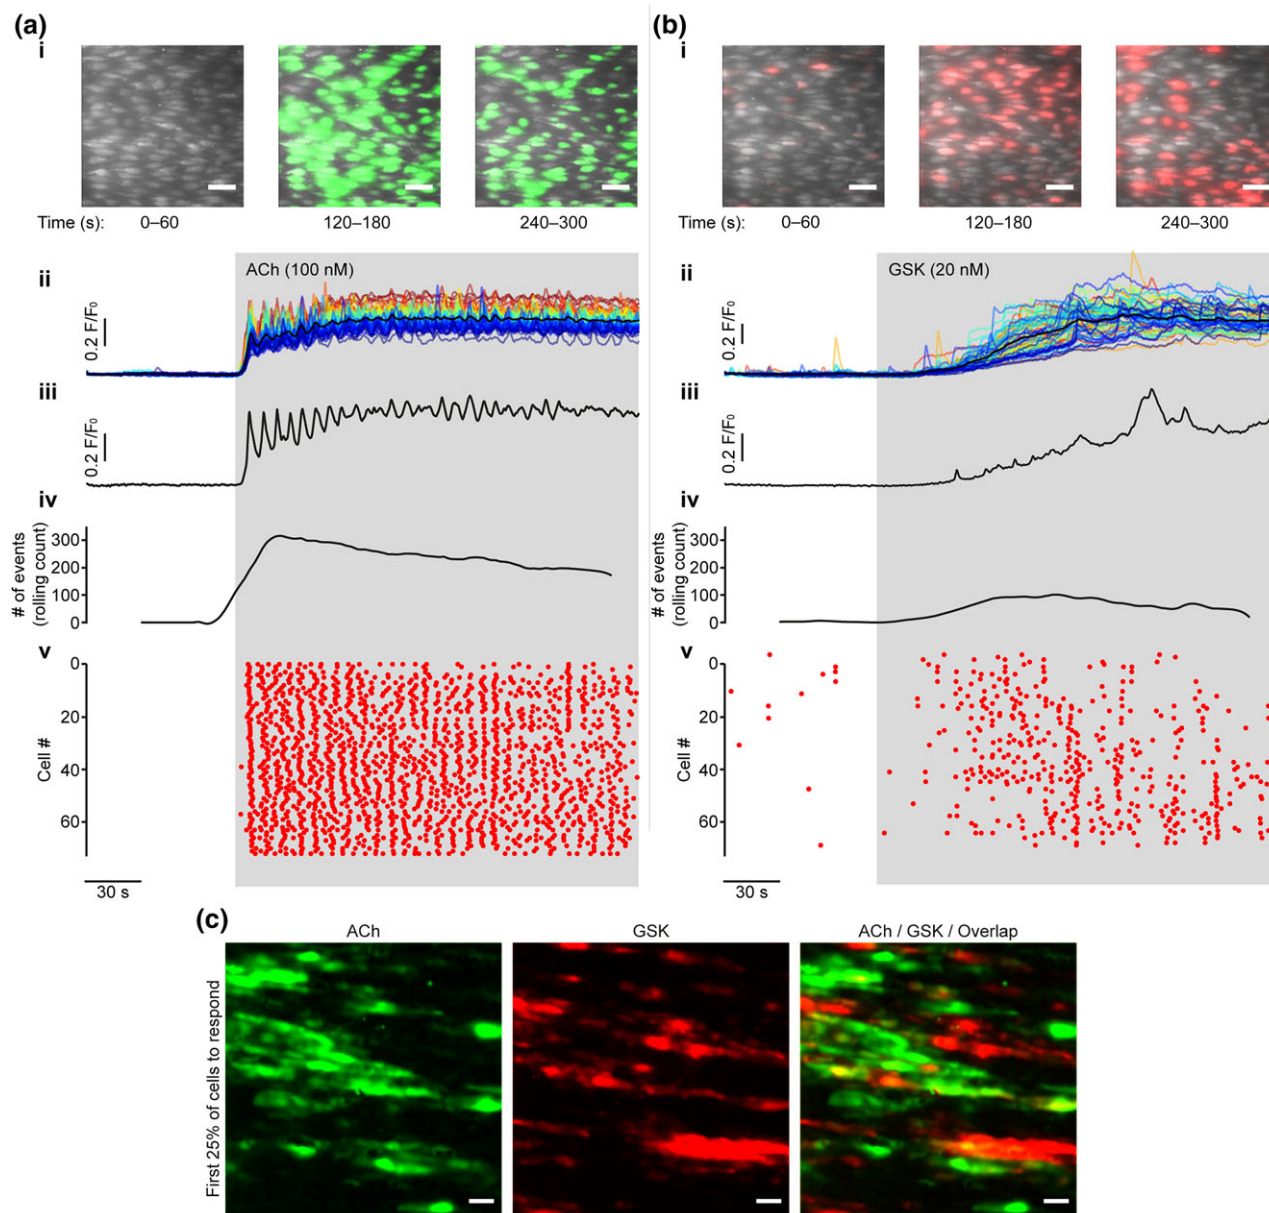 (a)
i
Time (s): 0–60 120–180 240–300
ii
ACh (100 nM)
0.2 F/F₀
iii
0.2 F/F₀
iv
# of events
(rolling count)
300
200
100
0
v
Cell #
0
20
40
60
30 s
(b)
i
Time (s): 0–60 120–180 240–300
ii
GSK (20 nM)
0.2 F/F₀
iii
0.2 F/F₀
iv
# of events
(rolling count)
300
200
100
0
v
Cell #
0
20
40
60
30 s
(c)
ACh GSK ACh / GSK / Overlap
First 25% of cells to respond